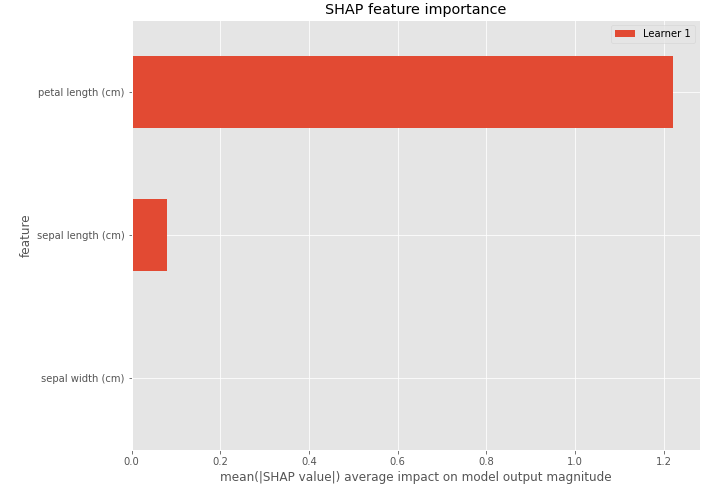 SHAP feature importance
Learner 1
petal length (cm)
sepal length (cm)
sepal width (cm)
feature
0.0 0.2 0.4 0.6 0.8 1.0 1.2
mean(|SHAP value|) average impact on model output magnitude